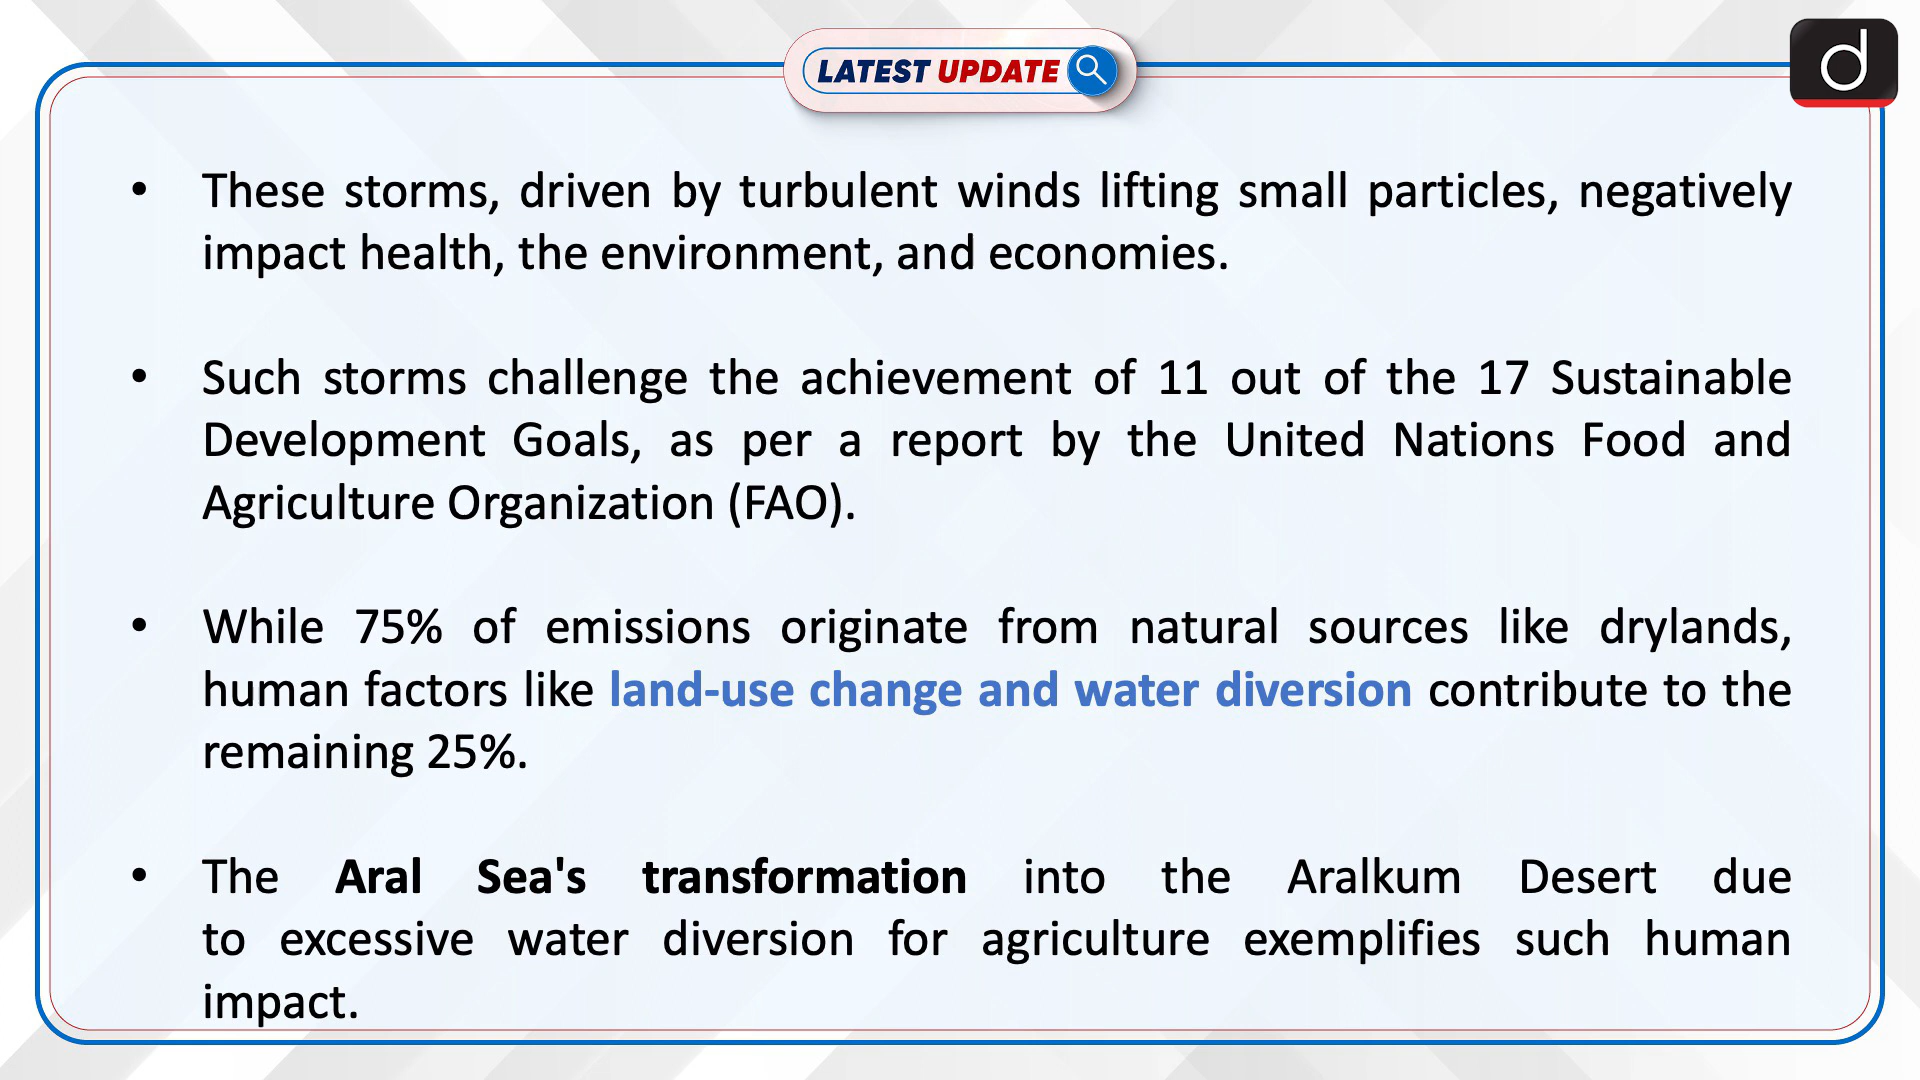 LATEST UPDATE
d
• These storms, driven by turbulent winds lifting small particles, negatively
impact health, the environment, and economies.
• Such storms challenge the achievement of 11 out of the 17 Sustainable
Development Goals, as per a report by the United Nations Food and
Agriculture Organization (FAO).
• While 75% of emissions originate from natural sources like drylands,
human factors like land-use change and water diversion contribute to the
remaining 25%.
• The Aral Sea's transformation into the Aralkum Desert due
to excessive water diversion for agriculture exemplifies such human
impact.